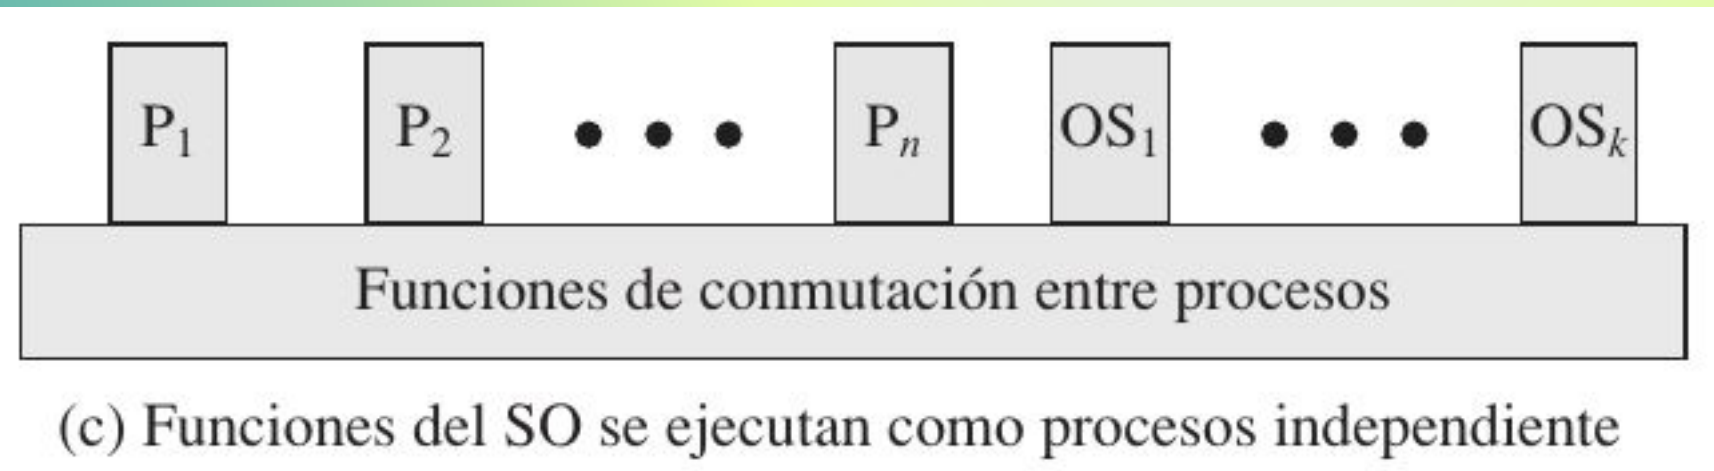 P₁ P₂ • • • Pₙ OS₁ • • • OSₖ
Funciones de conmutación entre procesos
(c) Funciones del SO se ejecutan como procesos independiente